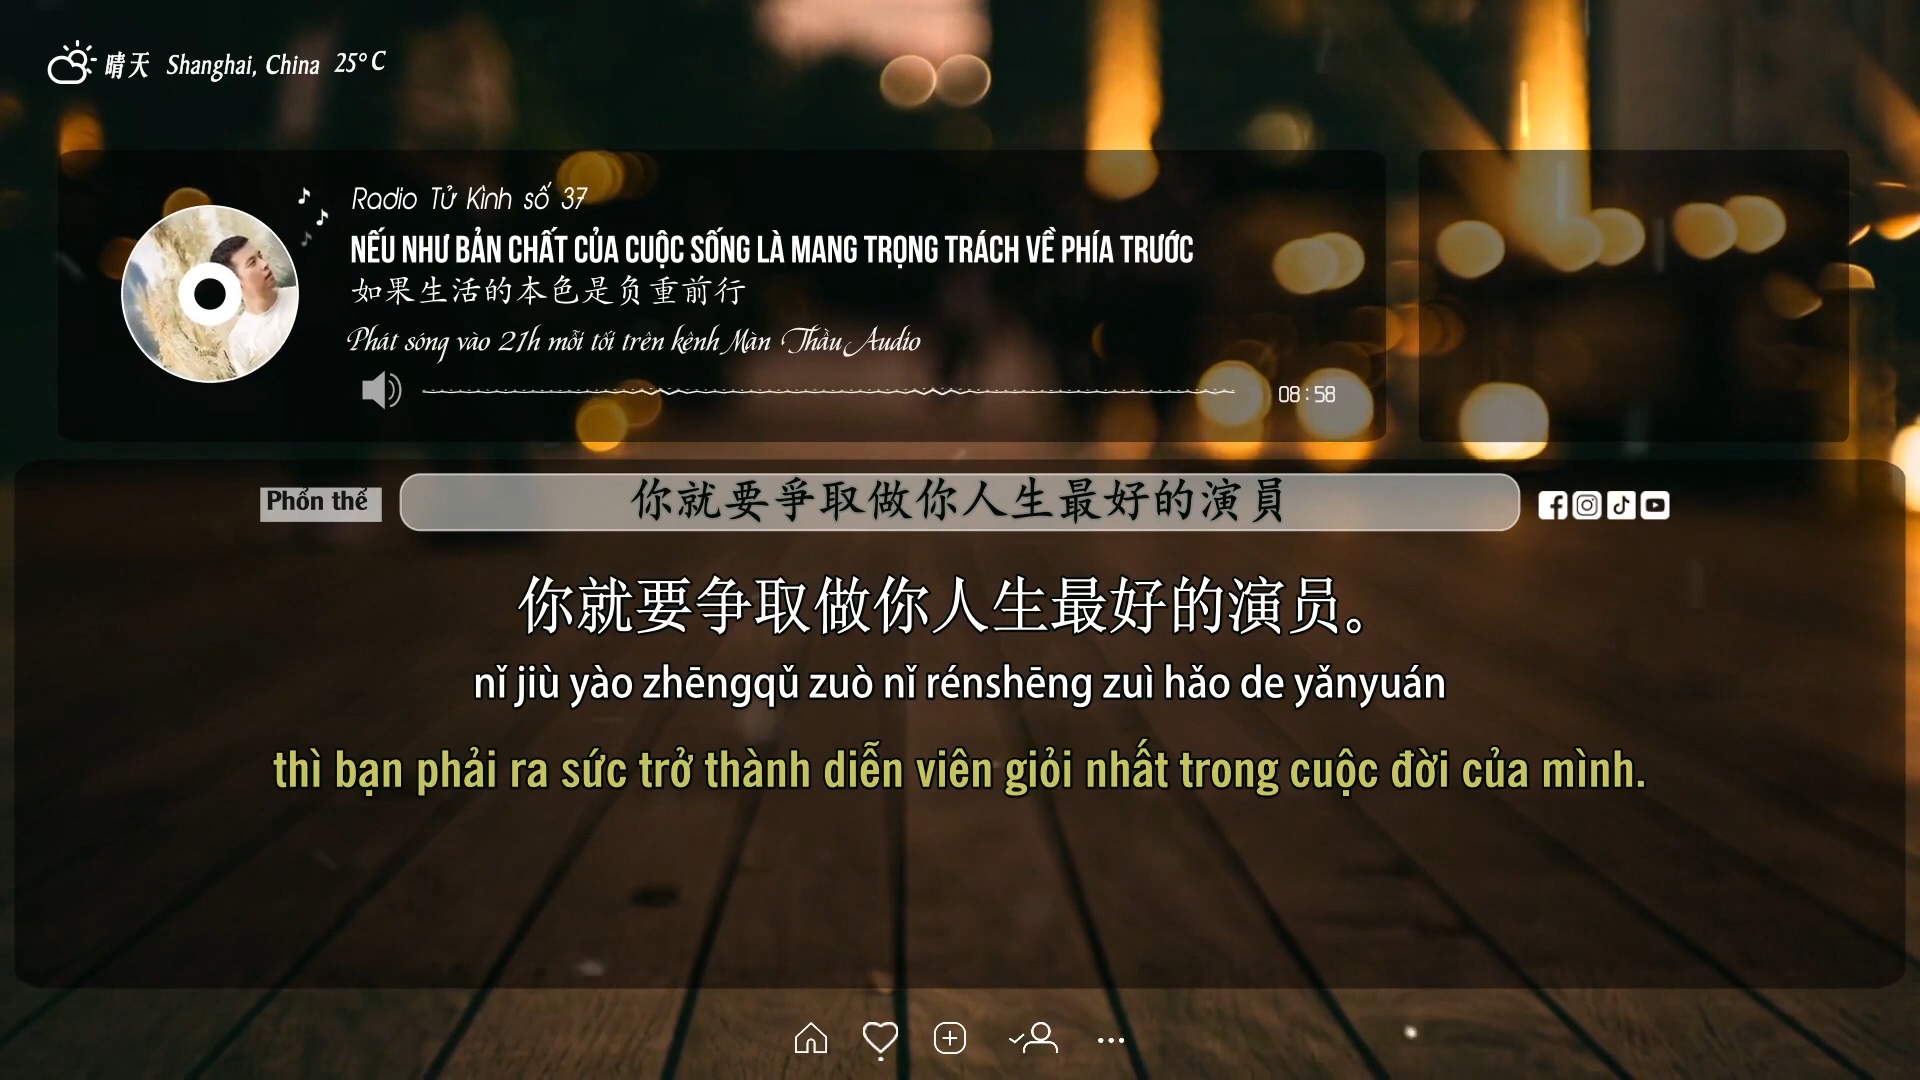 晴天 Shanghai, China 25° C
Radio Tử Kình số 37
NẾU NHƯ BẢN CHẤT CỦA CUỘC SỐNG LÀ MANG TRỌNG TRÁCH VỀ PHÍA TRƯỚC
如果生活的本色是负重前行
Phát sóng vào 21h mỗi tối trên kênh Màn Thầu Audio
08:58
Phồn thể
你就要爭取做你人生最好的演員
你就要争取做你人生最好的演员。
nǐ jiù yào zhēngqǔ zuò nǐ rénshēng zuì hǎo de yǎnyuán
thì bạn phải ra sức trở thành diễn viên giỏi nhất trong cuộc đời của mình.